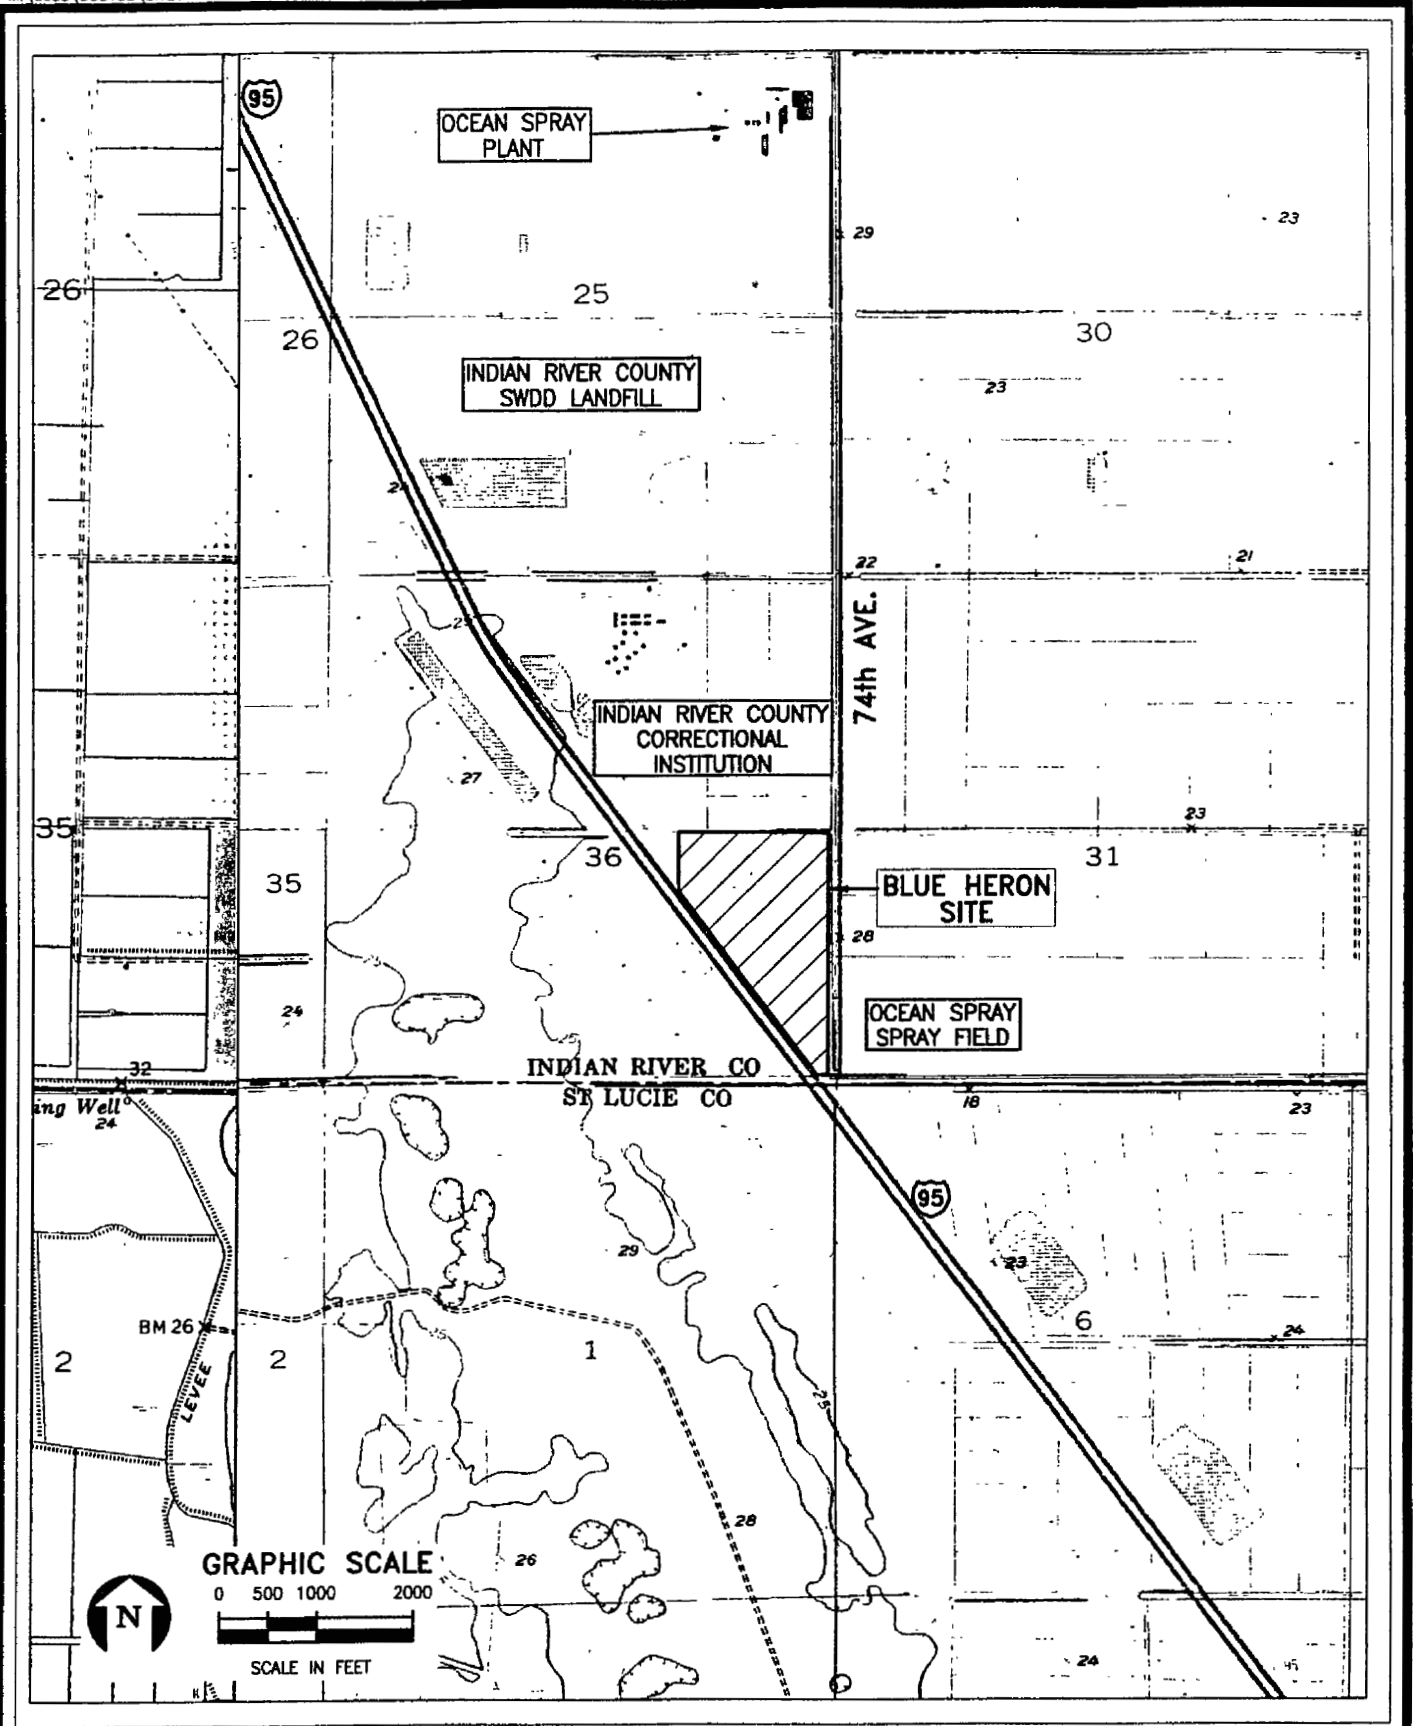 95
OCEAN SPRAY
PLANT
23
29
26
25
26
30
INDIAN RIVER COUNTY
SWDD LANDFILL
23
22
21
74th AVE.
INDIAN RIVER COUNTY
CORRECTIONAL
INSTITUTION
27
35
23
36
31
35
BLUE HERON
SITE
28
24
OCEAN SPRAY
SPRAY FIELD
INDIAN RIVER CO
32
ST LUCIE CO
ing Well
24
18
23
95
29
23
6
BM 26
24
2
2
1
LEVEE
25
28
26
GRAPHIC SCALE
0 500 1000 2000
N
SCALE IN FEET
24